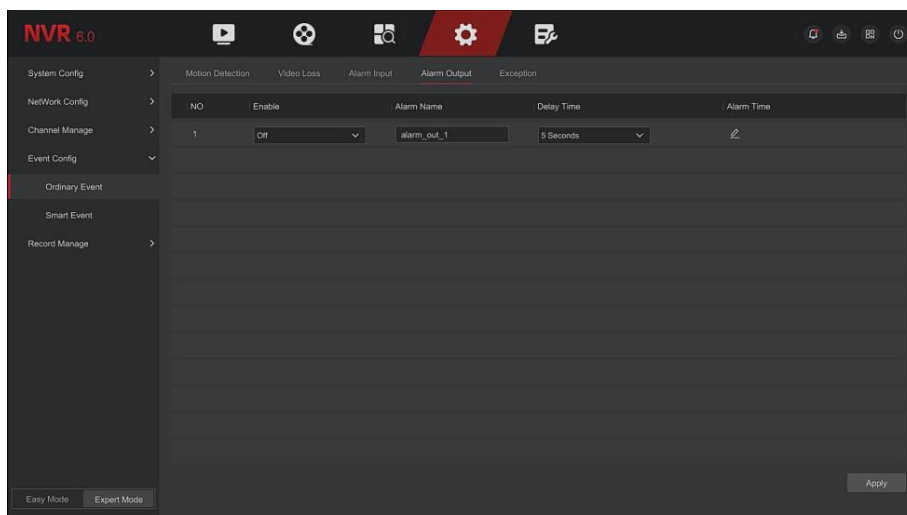 NVR 6.0
System Config
NetWork Config
Channel Manage
Event Config
Ordinary Event
Smart Event
Record Manage
Easy Mode Expert Mode
Motion Detection Video Loss Alarm Input Alarm Output Exception
NO Enable Alarm Name Delay Time Alarm Time
1 Off alarm_out_1 5 Seconds
Apply